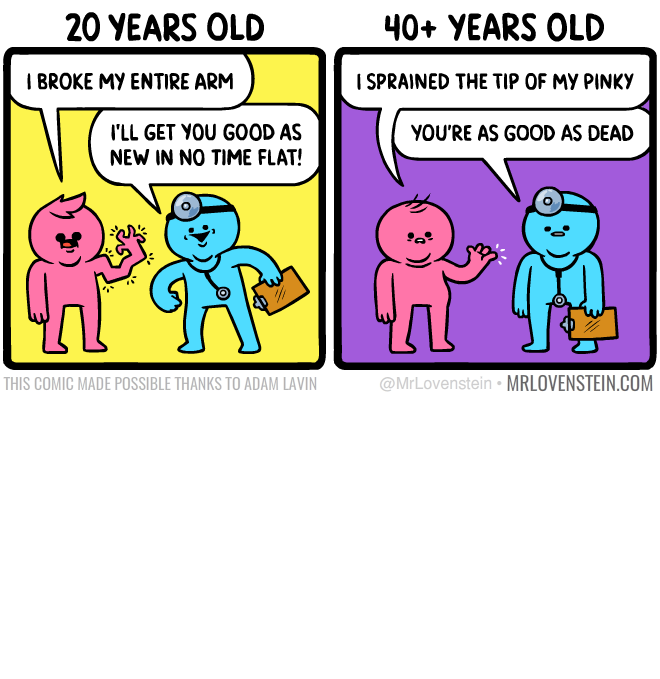 20 YEARS OLD
I BROKE MY ENTIRE ARM
I'LL GET YOU GOOD AS
NEW IN NO TIME FLAT!
40+ YEARS OLD
I SPRAINED THE TIP OF MY PINKY
YOU'RE AS GOOD AS DEAD
THIS COMIC MADE POSSIBLE THANKS TO ADAM LAVIN
@MrLovenstein • MRLOVENSTEIN.COM